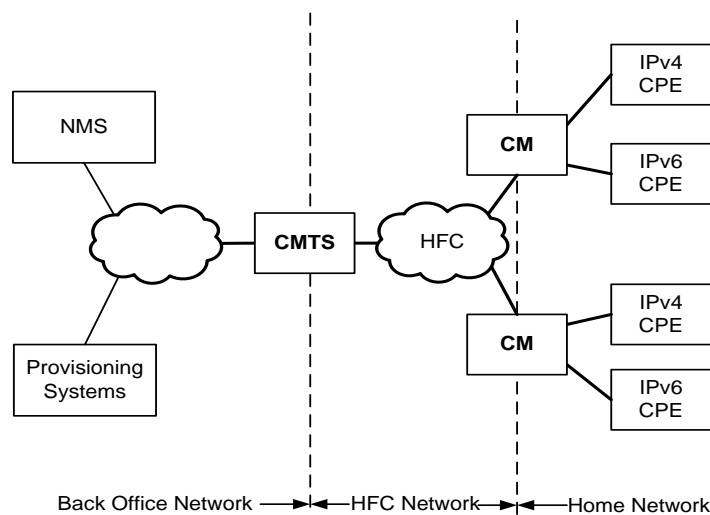 IPv4
CPE
NMS
CM
IPv6
CPE
CMTS
HFC
IPv4
CPE
CM
Provisioning
Systems
IPv6
CPE
Back Office Network
HFC Network
Home Network